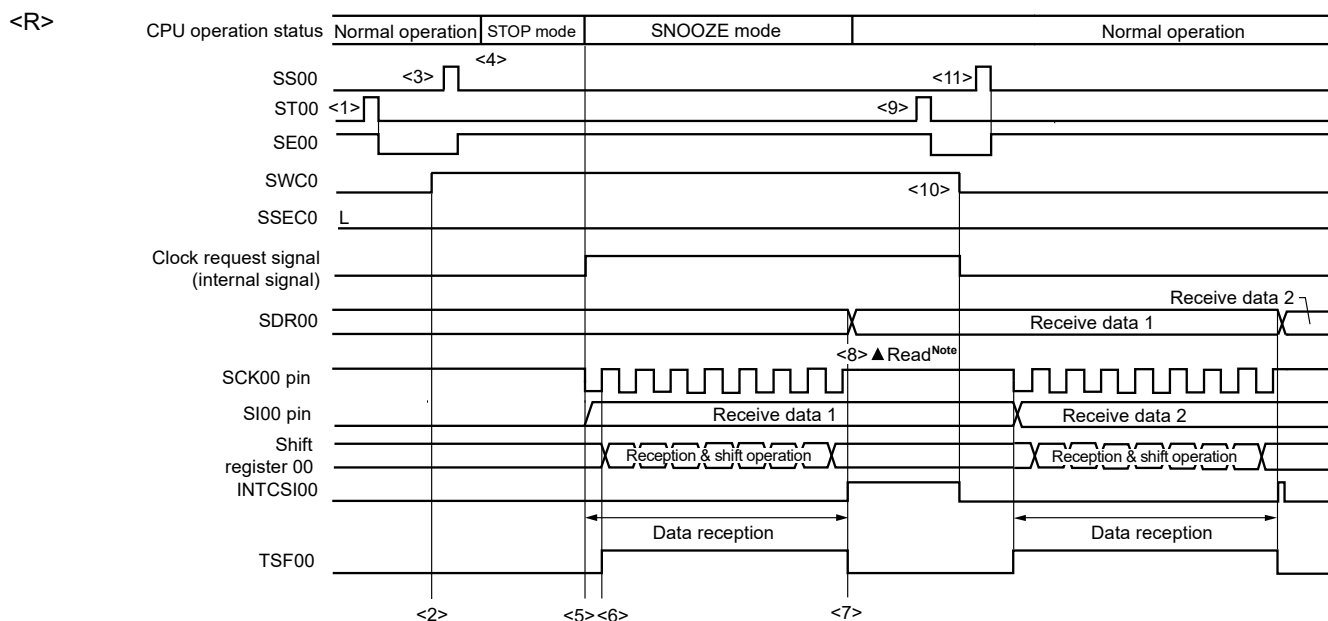 <R>
CPU operation status Normal operation STOP mode SNOOZE mode Normal operation
<4>
SS00 <3> <11>
ST00 <1> <9>
SE00
SWC0 <10>
SSEC0 L
Clock request signal
(internal signal)
Receive data 2
SDR00 Receive data 1
<8> ▲ Read Note
SCK00 pin
SI00 pin Receive data 1 Receive data 2
Shift
register 00 Reception & shift operation Reception & shift operation
INTCSI00
Data reception Data reception
TSF00
<2> <5> <6> <7>